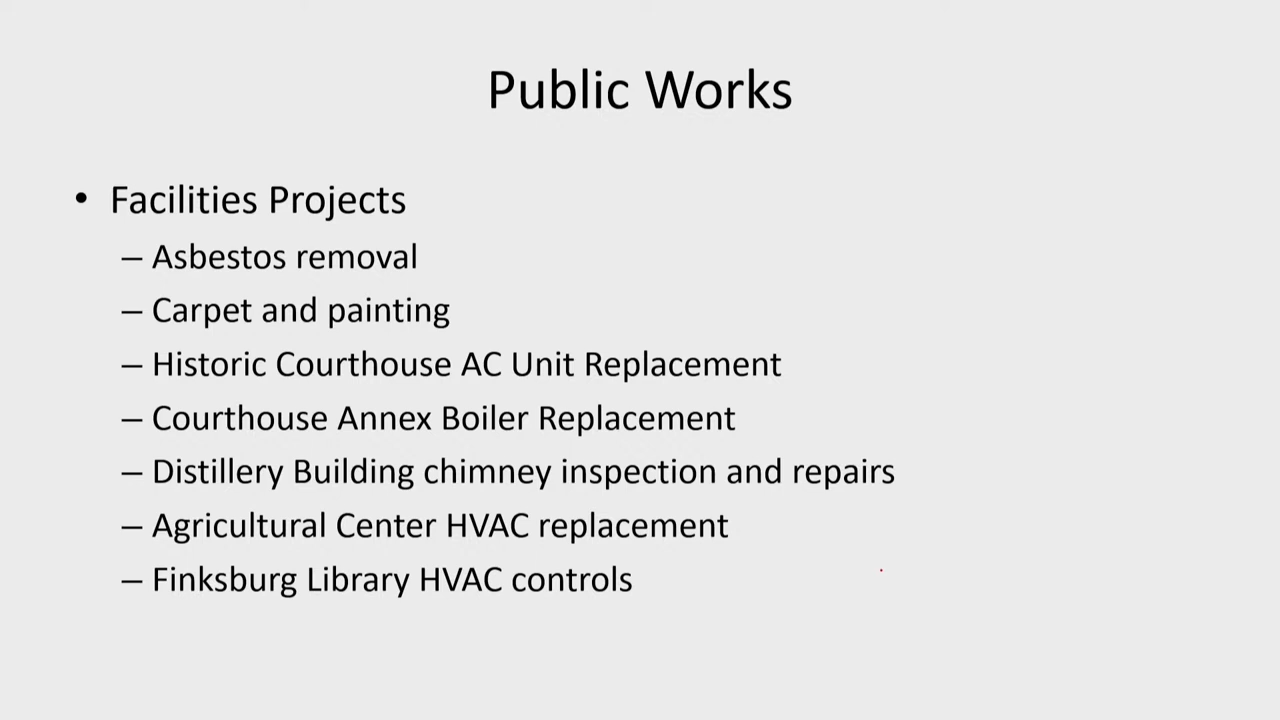 Public Works
• Facilities Projects
– Asbestos removal
– Carpet and painting
– Historic Courthouse AC Unit Replacement
– Courthouse Annex Boiler Replacement
– Distillery Building chimney inspection and repairs
– Agricultural Center HVAC replacement
– Finksburg Library HVAC controls